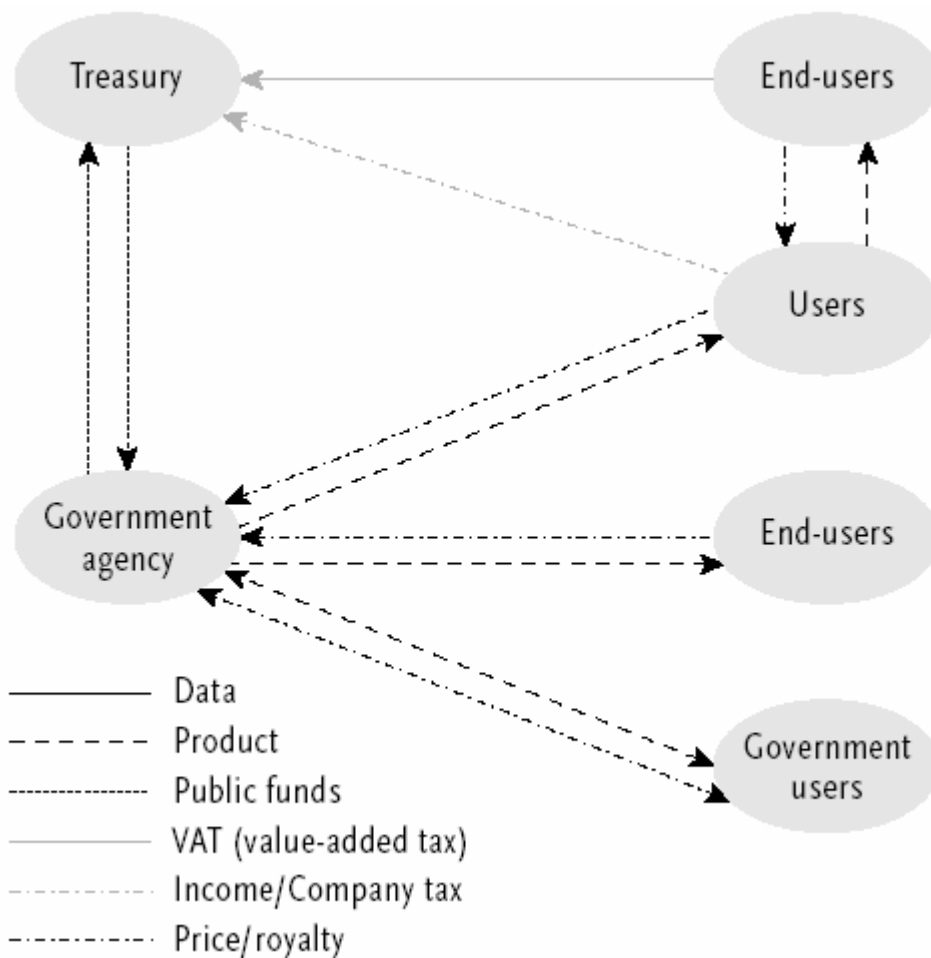 Treasury
End-users
Users
Government
agency
End-users
Government
users
Data
Product
Public funds
VAT (value-added tax)
Income/Company tax
Price/royalty